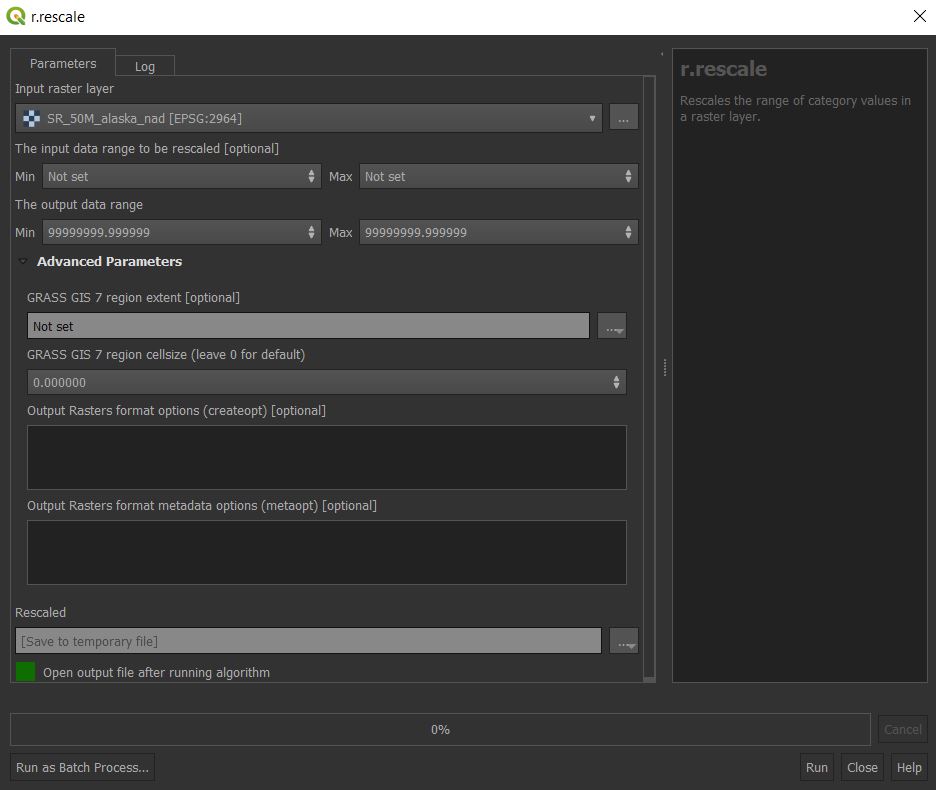 r.rescale
Parameters
Log
Input raster layer
SR_50M_alaska_nad [EPSG:2964]
...
The input data range to be rescaled [optional]
Min Not set Max Not set
The output data range
Min 99999999.999999 Max 99999999.999999
Advanced Parameters
GRASS GIS 7 region extent [optional]
Not set
...
GRASS GIS 7 region cellsize (leave 0 for default)
0.000000
Output Rasters format options (createopt) [optional]
Output Rasters format metadata options (metaopt) [optional]
Rescaled
[Save to temporary file]
...
Open output file after running algorithm
r.rescale
Rescales the range of category values in
a raster layer.
0%
Cancel
Run as Batch Process...
Run
Close
Help